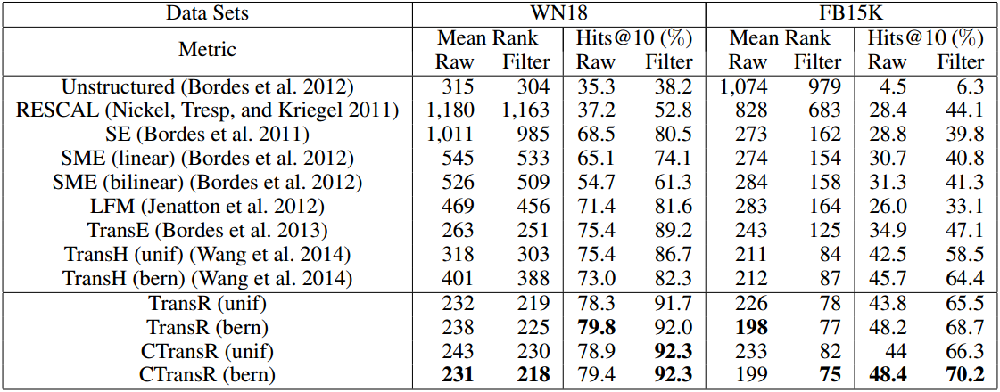 Data Sets WN18 FB15K
Metric Mean Rank Hits@10 (%) Mean Rank Hits@10 (%)
Raw Filter Raw Filter Raw Filter Raw Filter
Unstructured (Bordes et al. 2012) 315 304 35.3 38.2 1,074 979 4.5 6.3
RESCAL (Nickel, Tresp, and Kriegel 2011) 1,180 1,163 37.2 52.8 828 683 28.4 44.1
SE (Bordes et al. 2011) 1,011 985 68.5 80.5 273 162 28.8 39.8
SME (linear) (Bordes et al. 2012) 545 533 65.1 74.1 274 154 30.7 40.8
SME (bilinear) (Bordes et al. 2012) 526 509 54.7 61.3 284 158 31.3 41.3
LFM (Jenatton et al. 2012) 469 456 71.4 81.6 283 164 26.0 33.1
TransE (Bordes et al. 2013) 263 251 75.4 89.2 243 125 34.9 47.1
TransH (unif) (Wang et al. 2014) 318 303 75.4 86.7 211 84 42.5 58.5
TransH (bern) (Wang et al. 2014) 401 388 73.0 82.3 212 87 45.7 64.4
TransR (unif) 232 219 78.3 91.7 226 78 43.8 65.5
TransR (bern) 238 225 79.8 92.0 198 77 48.2 68.7
CTransR (unif) 243 230 78.9 92.3 233 82 44 66.3
CTransR (bern) 231 218 79.4 92.3 199 75 48.4 70.2